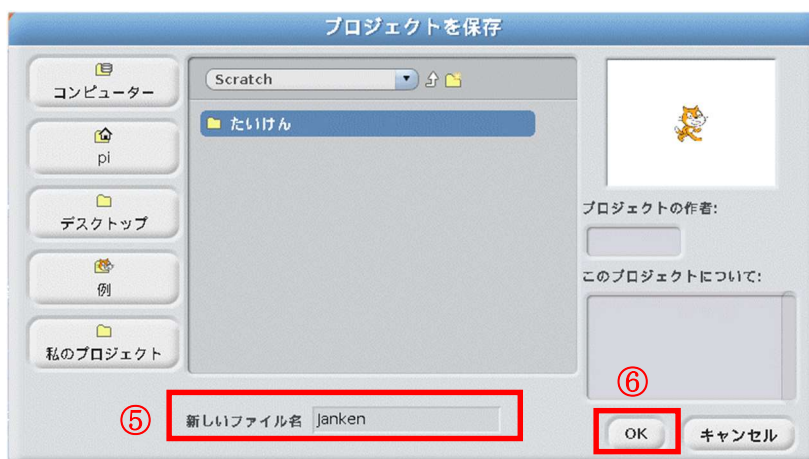 プロジェクトを保存
コンピューター
pi
デスクトップ
例
私のプロジェクト
Scratch
たいけん
プロジェクトの作者:
このプロジェクトについて:
⑤
新しいファイル名 Janken
⑥
OK
キャンセル